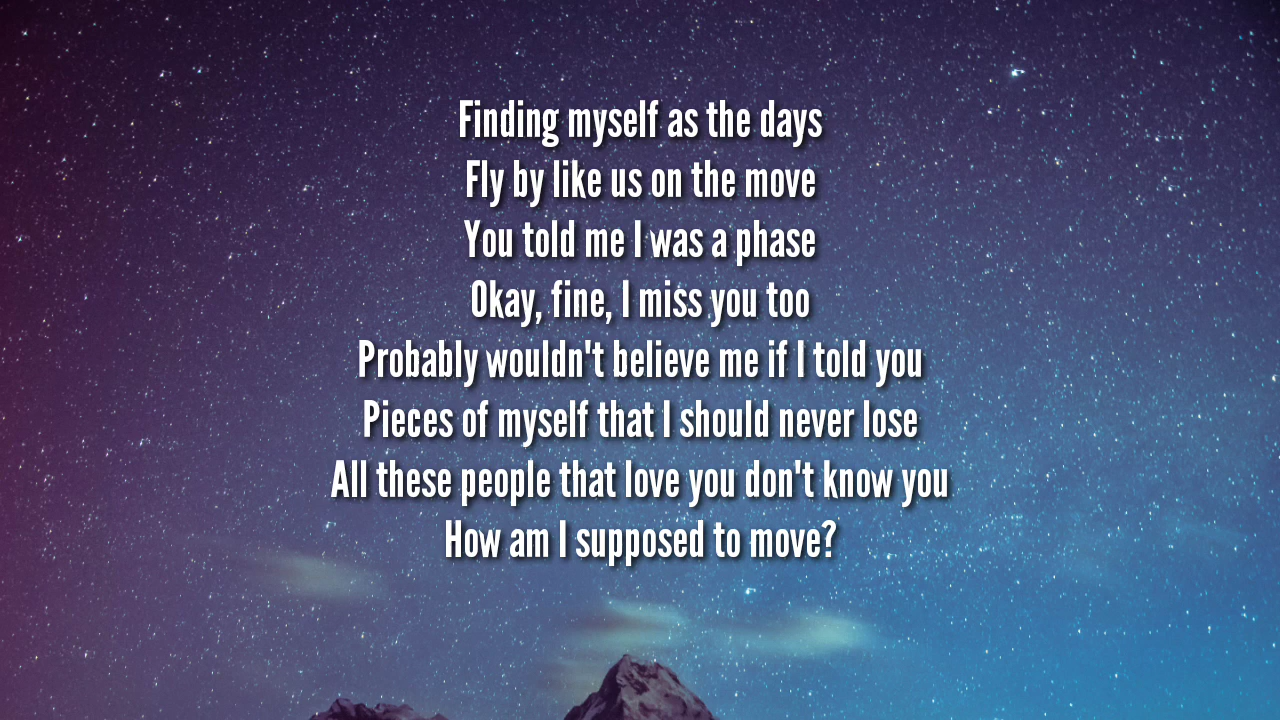 Finding myself as the days
Fly by like us on the move
You told me I was a phase
Okay, fine, I miss you too
Probably wouldn't believe me if I told you
Pieces of myself that I should never lose
All these people that love you don't know you
How am I supposed to move?